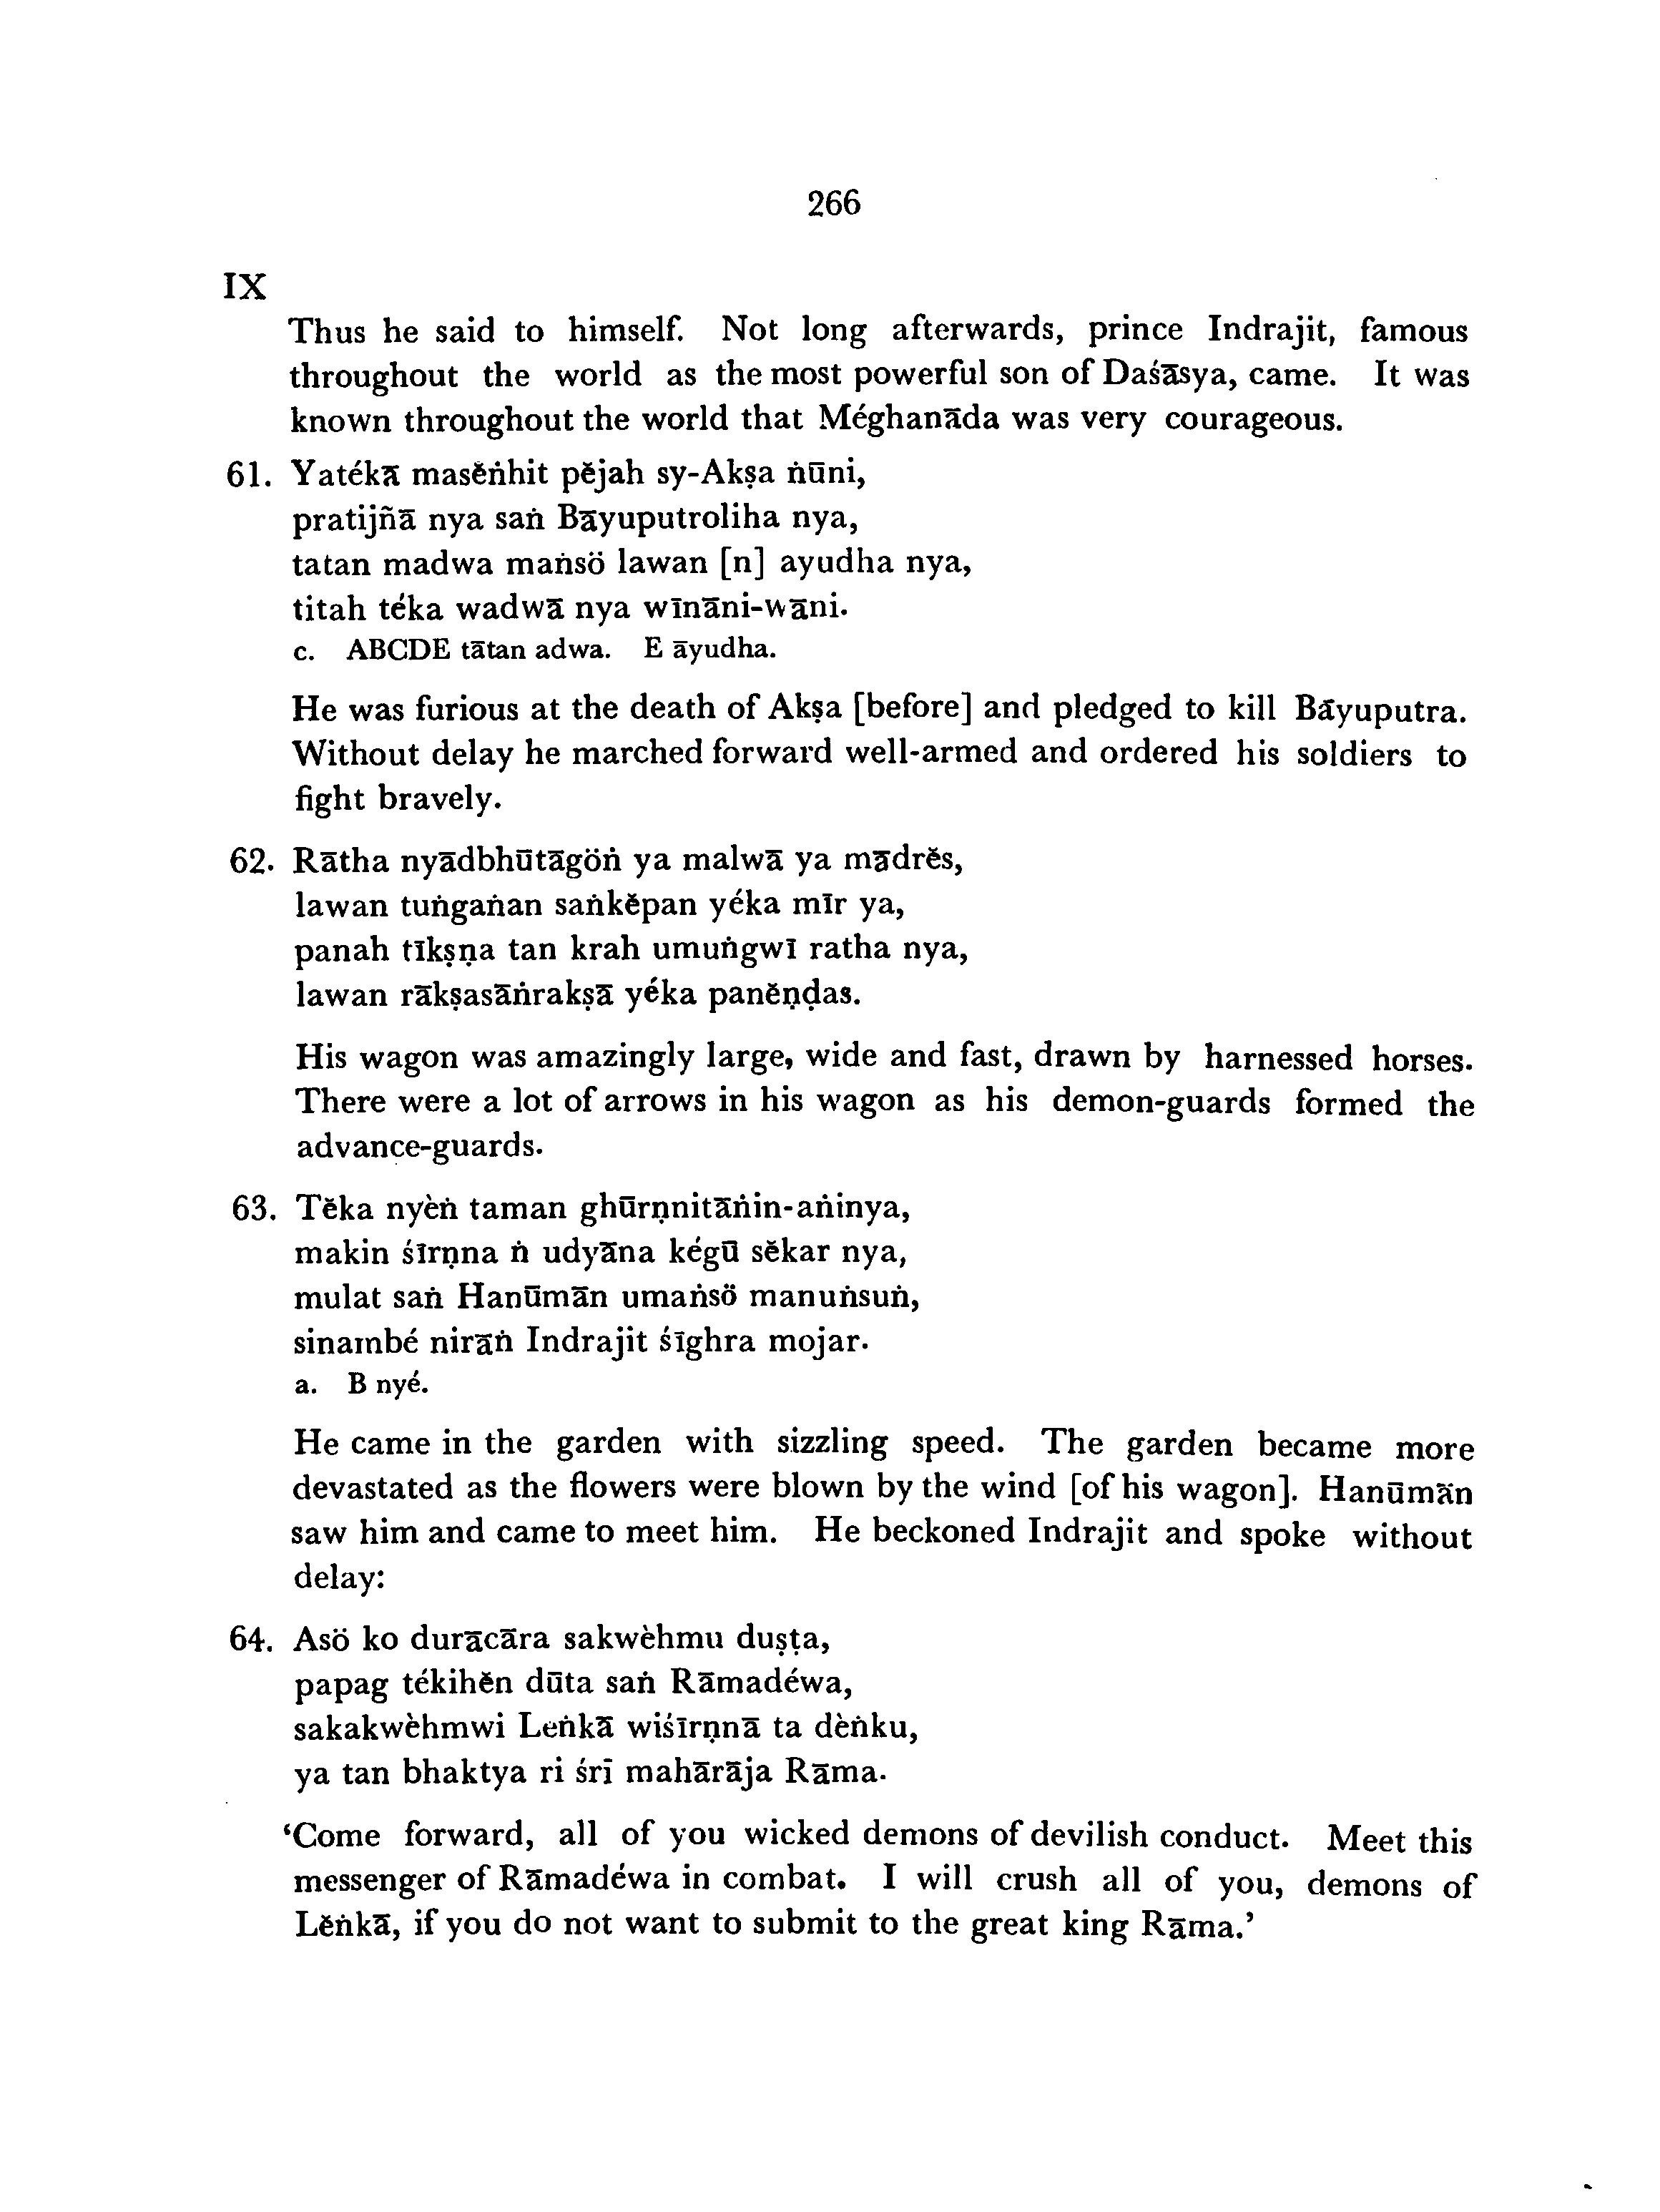 266
IX
Thus he said to himself. Not long afterwards, prince Indrajit, famous
throughout the world as the most powerful son of Daśāsya, came. It was
known throughout the world that Méghanāda was very courageous.
61. Yatékā masĕṅhit pĕjah sy-Akṣa ṅūni,
pratijñā nya saṅ Bāyuputroliha nya,
tatan madwa maṅsö lawan [n] ayudha nya,
titah téka wadwā nya wīnāni-wāni.
c. ABCDE tātan adwa. E āyudha.
He was furious at the death of Akṣa [before] and pledged to kill Bāyuputra.
Without delay he marched forward well-armed and ordered his soldiers to
fight bravely.
62. Rātha nyādbhūtāgöṅ ya malwā ya mādrĕs,
lawan tuṅgaṅan saṅkĕpan yéka mīr ya,
panah tīkṣṇa tan krah umuṅgwī ratha nya,
lawan rākṣasāṅrakṣā yéka panĕṇḍas.
His wagon was amazingly large, wide and fast, drawn by harnessed horses.
There were a lot of arrows in his wagon as his demon-guards formed the
advance-guards.
63. Tĕka nyèṅ taman ghūrṇnitāṅin-aṅinya,
makin śīrṇna ṅ udyāna kégū sĕkar nya,
mulat saṅ Hanūmān umaṅsö manuṅsuṅ,
sinambé nirāṅ Indrajit śīghra mojar.
a. B nyé.
He came in the garden with sizzling speed. The garden became more
devastated as the flowers were blown by the wind [of his wagon]. Hanūmān
saw him and came to meet him. He beckoned Indrajit and spoke without
delay:
64. Asö ko durācāra sakwèhmu duṣṭa,
papag tékihĕn dūta saṅ Rāmadéwa,
sakakwèhmwi Leṅkā wiśīrṇnā ta dèṅku,
ya tan bhaktya ri śrī mahārāja Rāma.
‘Come forward, all of you wicked demons of devilish conduct. Meet this
messenger of Rāmadéwa in combat. I will crush all of you, demons of
Lĕṅkā, if you do not want to submit to the great king Rāma.’